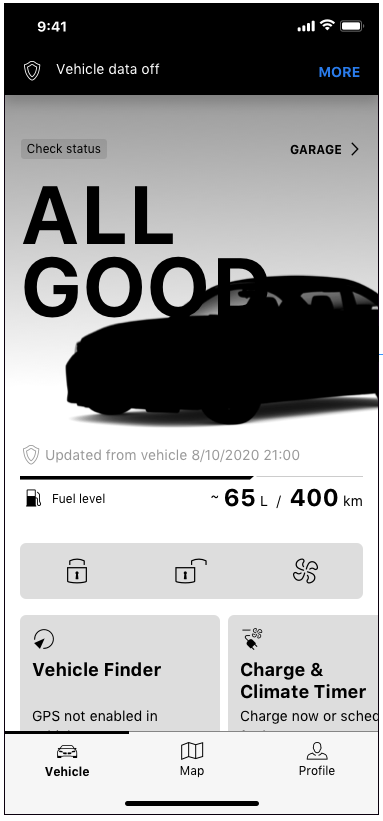 9:41
Vehicle data off
MORE
Check status
GARAGE
ALL
GOOD
Updated from vehicle 8/10/2020 21:00
Fuel level
~ 65 L / 400 km
Vehicle Finder
GPS not enabled in
Charge &
Climate Timer
Charge now or sched
Vehicle
Map
Profile